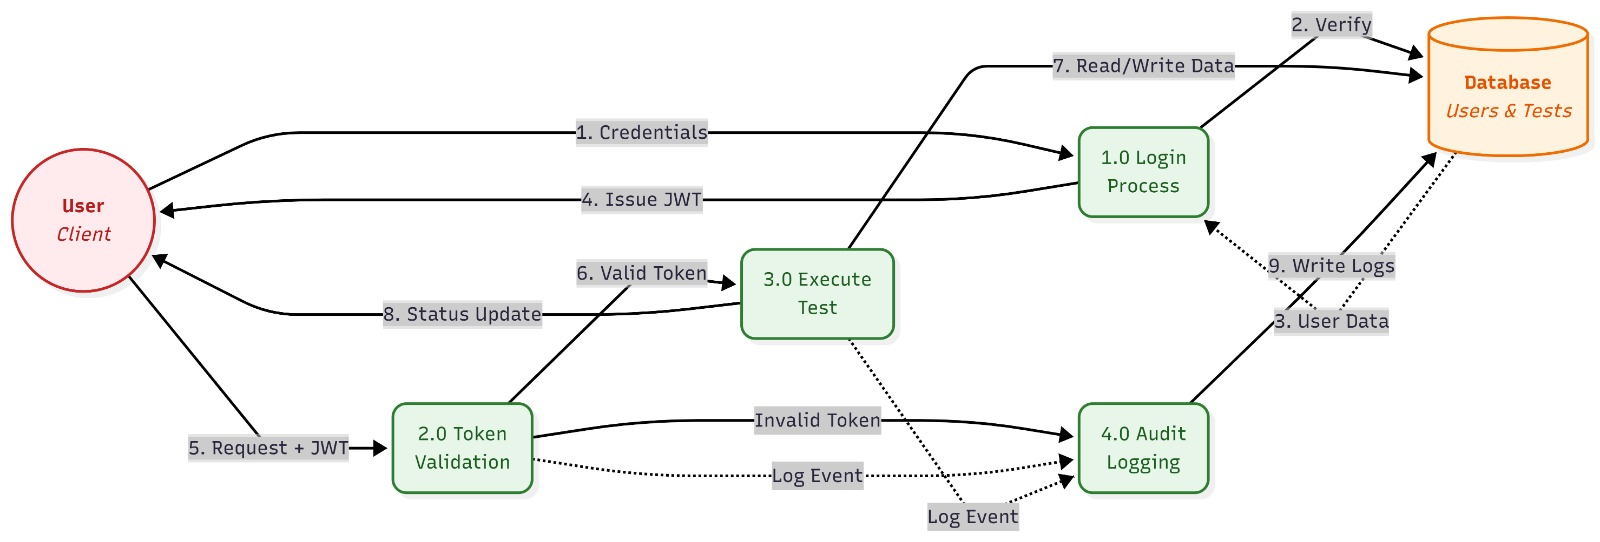 2. Verify
7. Read/Write Data
Database
Users & Tests
1. Credentials
1.0 Login
Process
4. Issue JWT
User
Client
6. Valid Token
3.0 Execute
Test
9. Write Logs
8. Status Update
3. User Data
Invalid Token
2.0 Token
Validation
4.0 Audit
Logging
5. Request + JWT
Log Event
Log Event